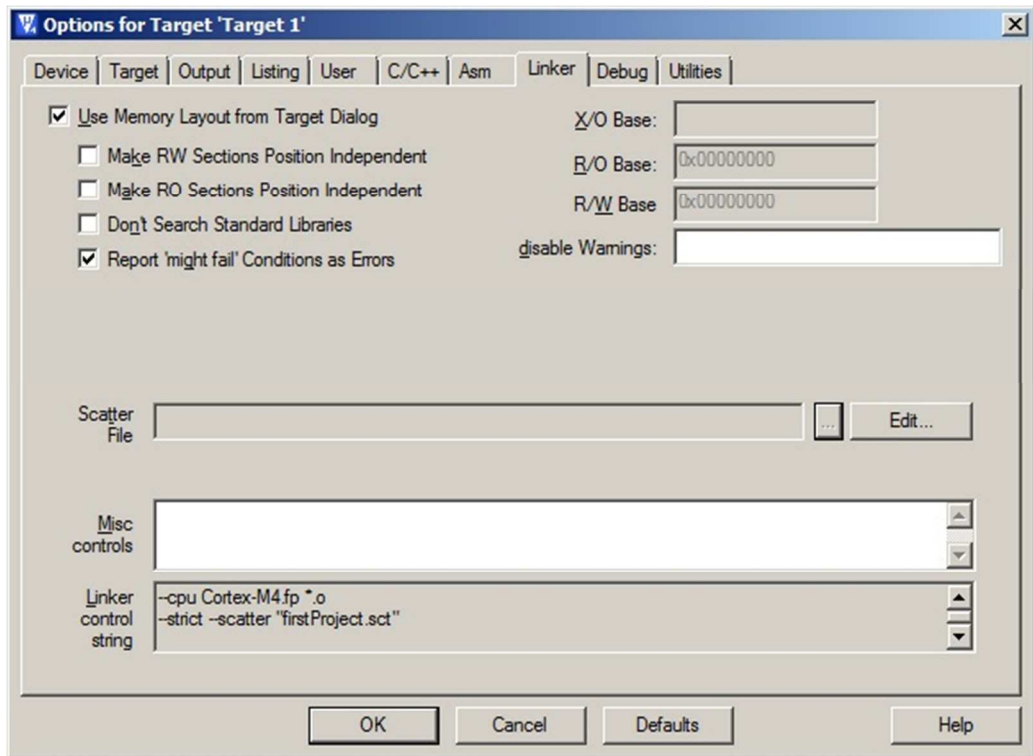 Options for Target 'Target 1'
Device Target Output Listing User C/C++ Asm Linker Debug Utilities
Use Memory Layout from Target Dialog
Make RW Sections Position Independent
Make RO Sections Position Independent
Don't Search Standard Libraries
Report 'might fail' Conditions as Errors
X/O Base:
R/O Base: 0x00000000
R/W Base 0x00000000
disable Warnings:
Scatter
File
... Edit...
Misc
controls
Linker
control
string
--cpu Cortex-M4.fp *.o
--strict --scatter "firstProject.sct"
OK Cancel Defaults Help